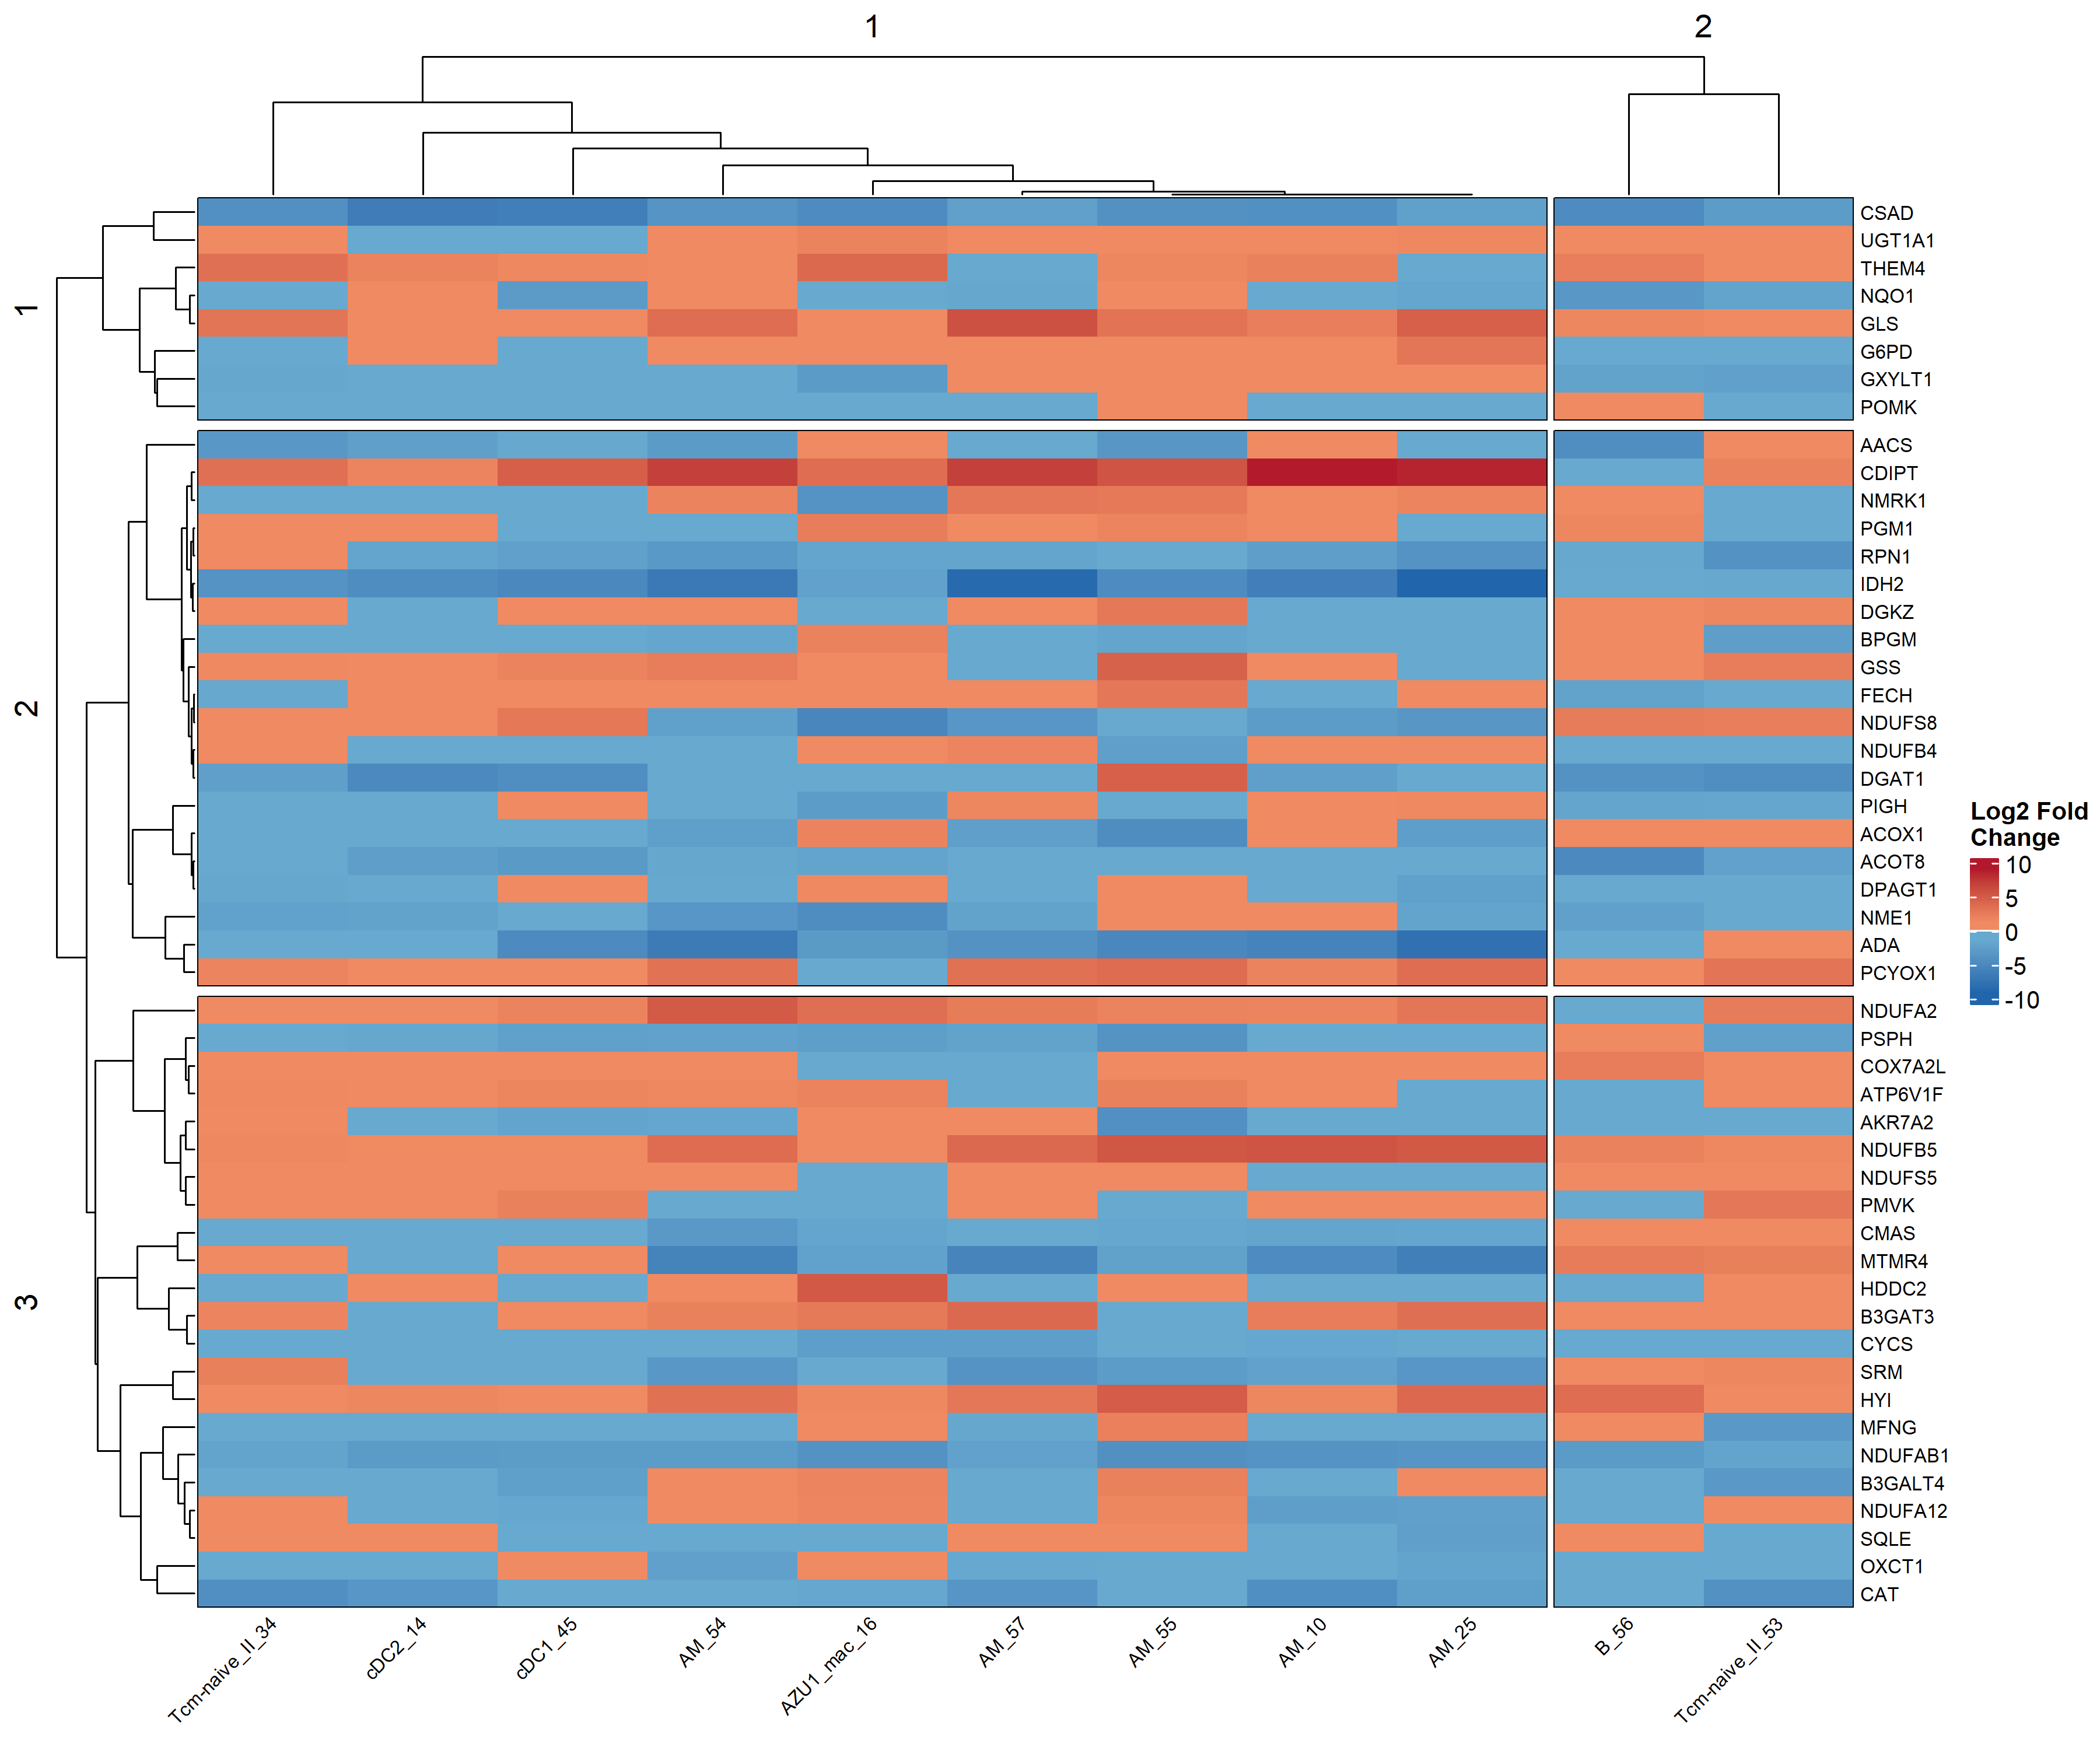 1
2
1
CSAD
UGT1A1
THEM4
NQO1
GLS
G6PD
GXYLT1
POMK
2
AACS
CDIPT
NMRK1
PGM1
RPN1
IDH2
DGKZ
BPGM
GSS
FECH
NDUFS8
NDUFB4
DGAT1
PIGH
ACOX1
ACOT8
DPAGT1
NME1
ADA
PCYOX1
3
NDUFA2
PSPH
COX7A2L
ATP6V1F
AKR7A2
NDUFB5
NDUFS5
PMVK
CMAS
MTMR4
HDDC2
B3GAT3
CYCS
SRM
HYI
MFNG
NDUFAB1
B3GALT4
NDUFA12
SQLE
OXCT1
CAT
Tcm-naive_II_34
cDC2_14
cDC1_45
AM_54
AZU1_mac_16
AM_57
AM_55
AM_10
AM_25
B_56
Tcm-naive_II_53
Log2 Fold
Change
10
5
0
-5
-10